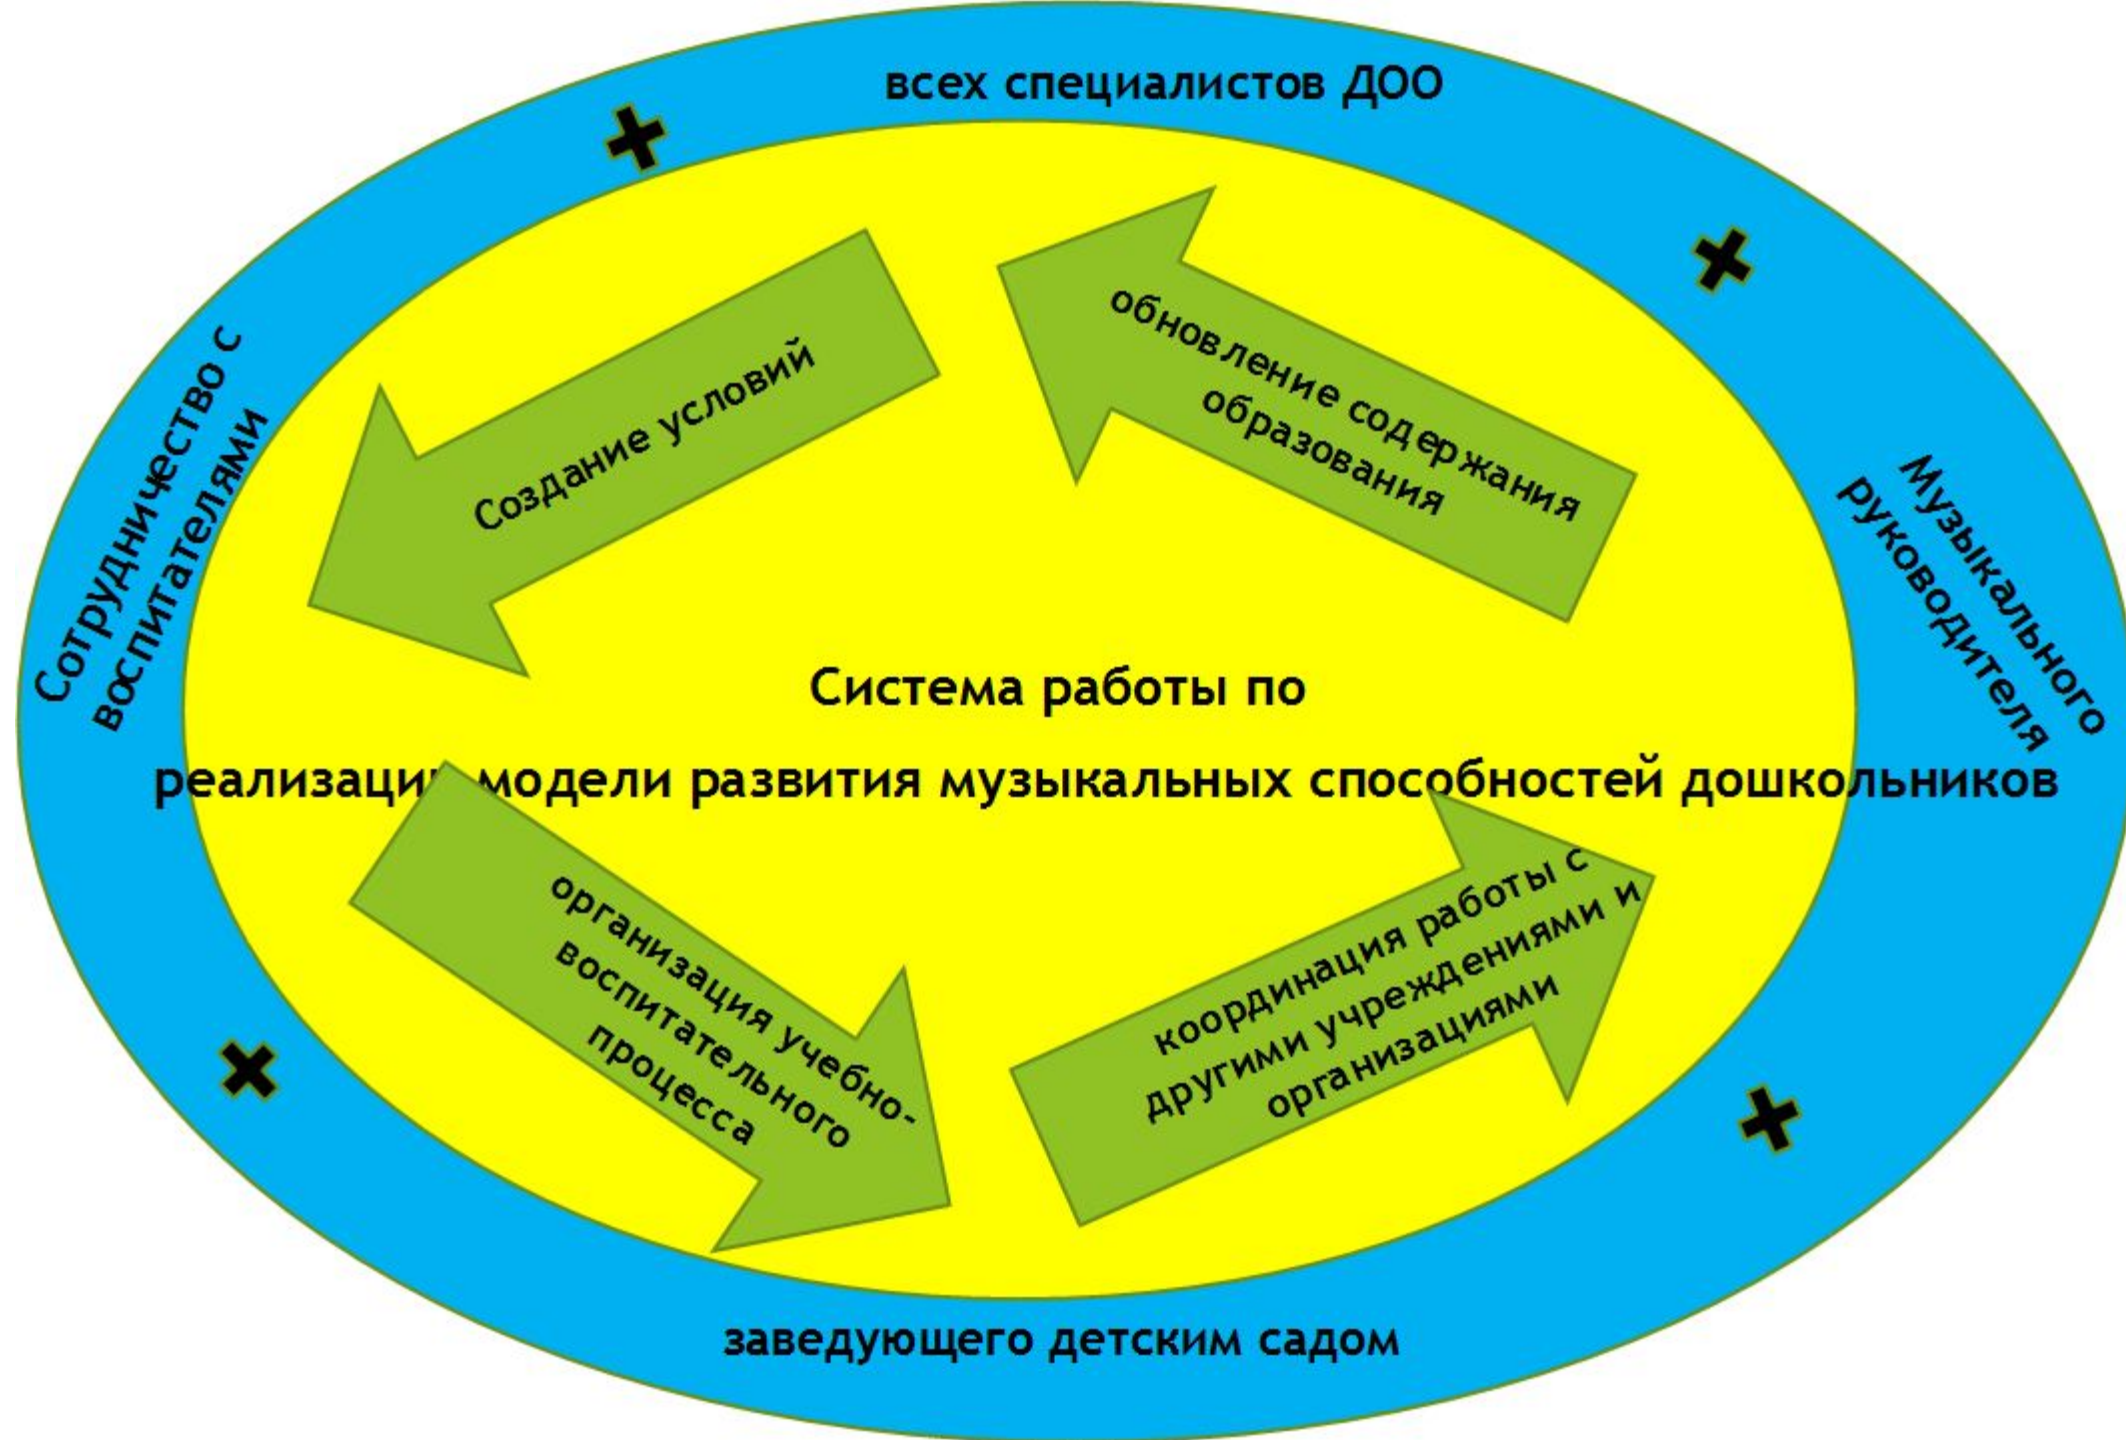 всех специалистов ДОО
Сотрудничество с
воспитателями
Создание условий
обновление содержания
образования
Музыкального
руководителя
Система работы по
реализации модели развития музыкальных способностей дошкольников
организация учебно-
воспитательного
процесса
координация работы с
другими учреждениями и
организациями
заведующего детским садом